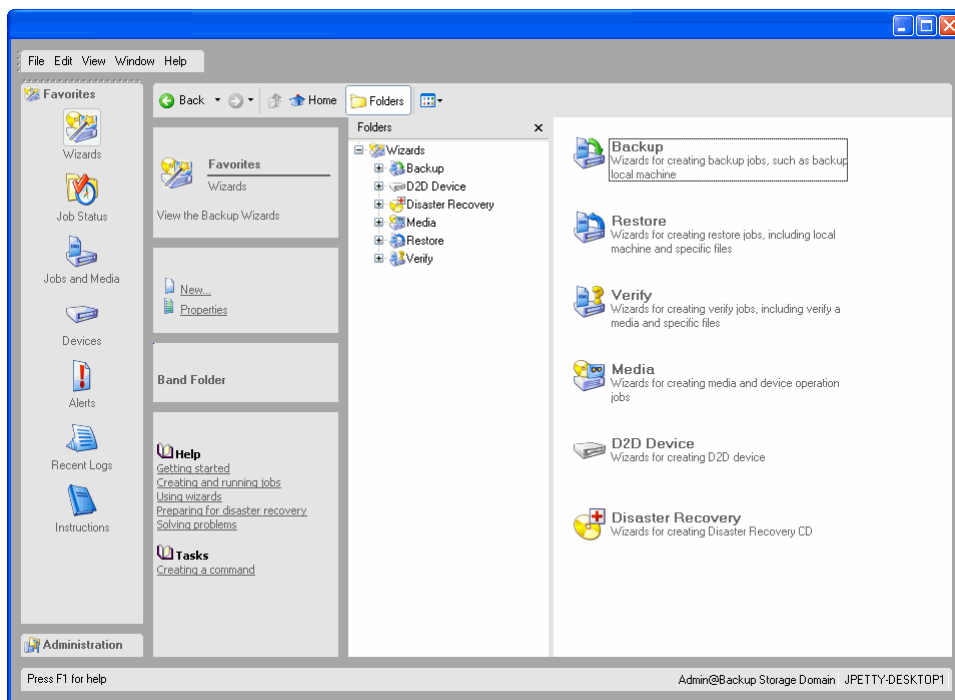 File Edit View Window Help
Favorites
Wizards
Job Status
Jobs and Media
Devices
Alerts
Recent Logs
Instructions
Administration
Back Home Folders
Favorites
Wizards
View the Backup Wizards
New...
Properties
Band Folder
Help
Getting started
Creating and running jobs
Using wizards
Preparing for disaster recovery
Solving problems
Tasks
Creating a command
Folders
Wizards
Backup
D2D Device
Disaster Recovery
Media
Restore
Verify
Backup
Wizards for creating backup jobs, such as backup
local machine
Restore
Wizards for creating restore jobs, including local
machine and specific files
Verify
Wizards for creating verify jobs, including verify a
media and specific files
Media
Wizards for creating media and device operation
jobs
D2D Device
Wizards for creating D2D device
Disaster Recovery
Wizards for creating Disaster Recovery CD
Press F1 for help
Admin@Backup Storage Domain JPETTY-DESKTOP1